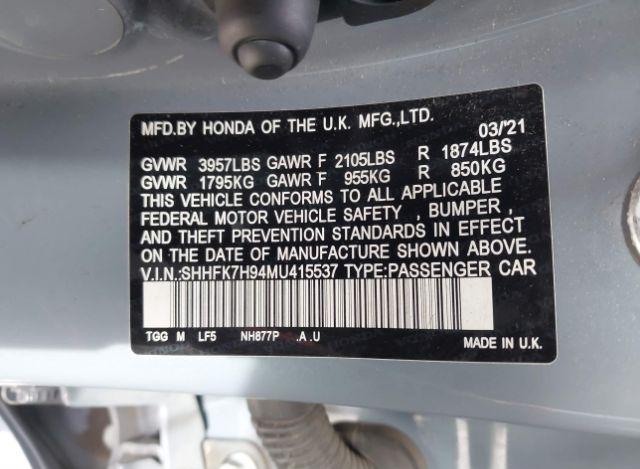 MFD.BY HONDA OF THE U.K. MFG.,LTD. 03/'21
GVWR 3957LBS GAWR F 2105LBS R 1874LBS
GVWR 1795KG GAWR F 955KG R 850KG
THIS VEHICLE CONFORMS TO ALL APPLICABLE
FEDERAL MOTOR VEHICLE SAFETY , BUMPER ,
AND THEFT PREVENTION STANDARDS IN EFFECT
ON THE DATE OF MANUFACTURE SHOWN ABOVE.
V.I.N.:SHHFK7H94MU415537 TYPE:PASSENGER CAR
TGG M LF5 NH877P .A .U MADE IN U.K.